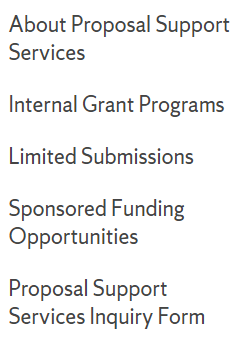 About Proposal Support
Services
Internal Grant Programs
Limited Submissions
Sponsored Funding
Opportunities
Proposal Support
Services Inquiry Form